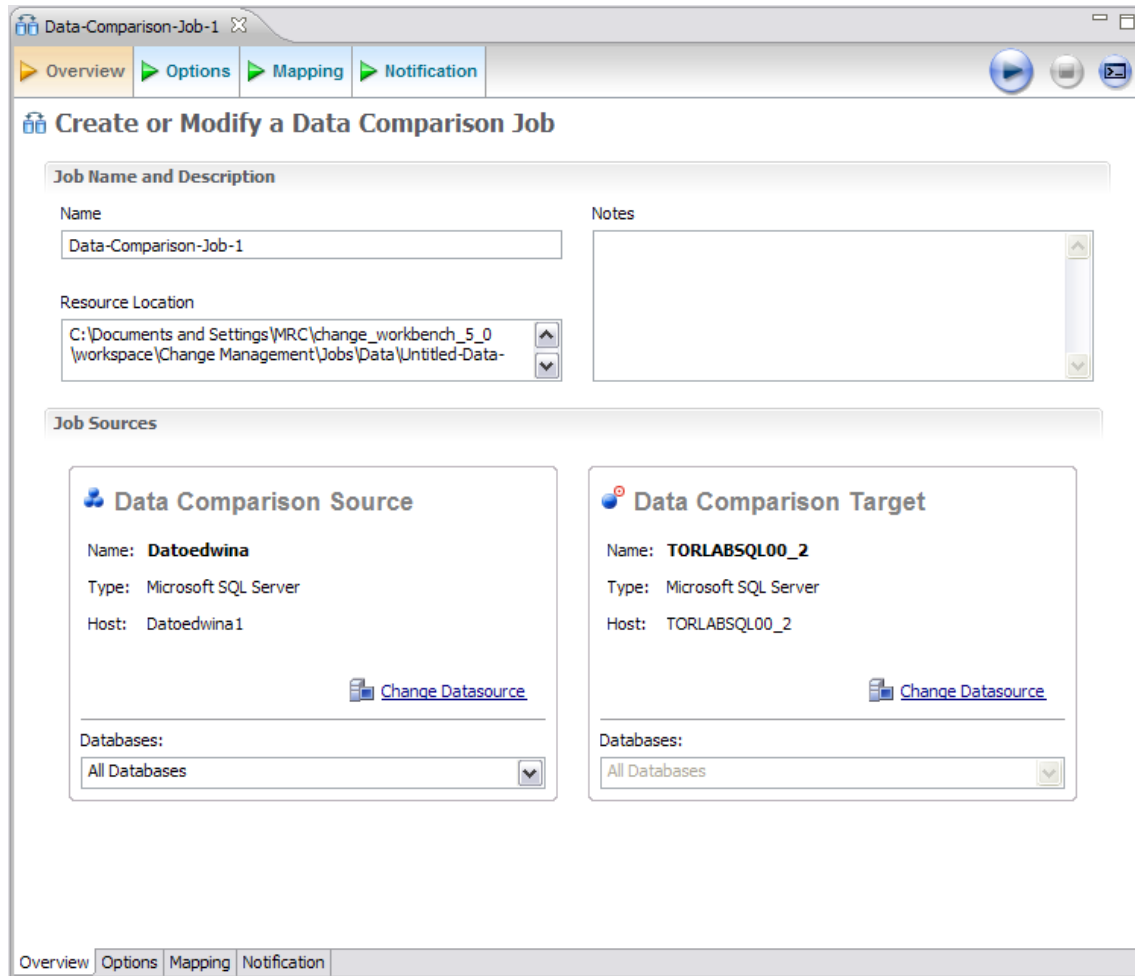 Data-Comparison-Job-1
Overview Options Mapping Notification
Create or Modify a Data Comparison Job
Job Name and Description
Name
Data-Comparison-Job-1
Notes
Resource Location
C:\Documents and Settings\MRC\change_workbench_5_0
\workspace\Change Management\Jobs\Data\Untitled-Data-
Job Sources
Data Comparison Source
Name: Datoedwina
Type: Microsoft SQL Server
Host: Datoedwina1
Change Datasource
Databases:
All Databases
Data Comparison Target
Name: TORLABSQL00_2
Type: Microsoft SQL Server
Host: TORLABSQL00_2
Change Datasource
Databases:
All Databases
Overview Options Mapping Notification